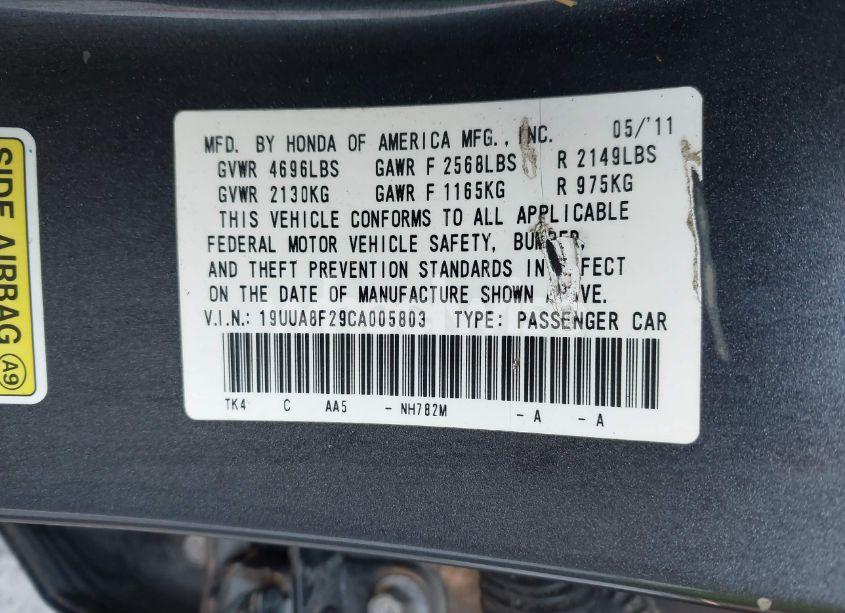 SIDE AIRBAG A9
MFD. BY HONDA OF AMERICA MFG., INC. 05/'11
GVWR 4696LBS GAWR F 2568LBS R 2149LBS
GVWR 2130KG GAWR F 1165KG R 975KG
THIS VEHICLE CONFORMS TO ALL APPLICABLE
FEDERAL MOTOR VEHICLE SAFETY, BUMPER,
AND THEFT PREVENTION STANDARDS IN EFFECT
ON THE DATE OF MANUFACTURE SHOWN ABOVE.
V.I.N.: 19UUA8F29CA005803 TYPE: PASSENGER CAR
TK4 C AA5 - NH782M - A - A